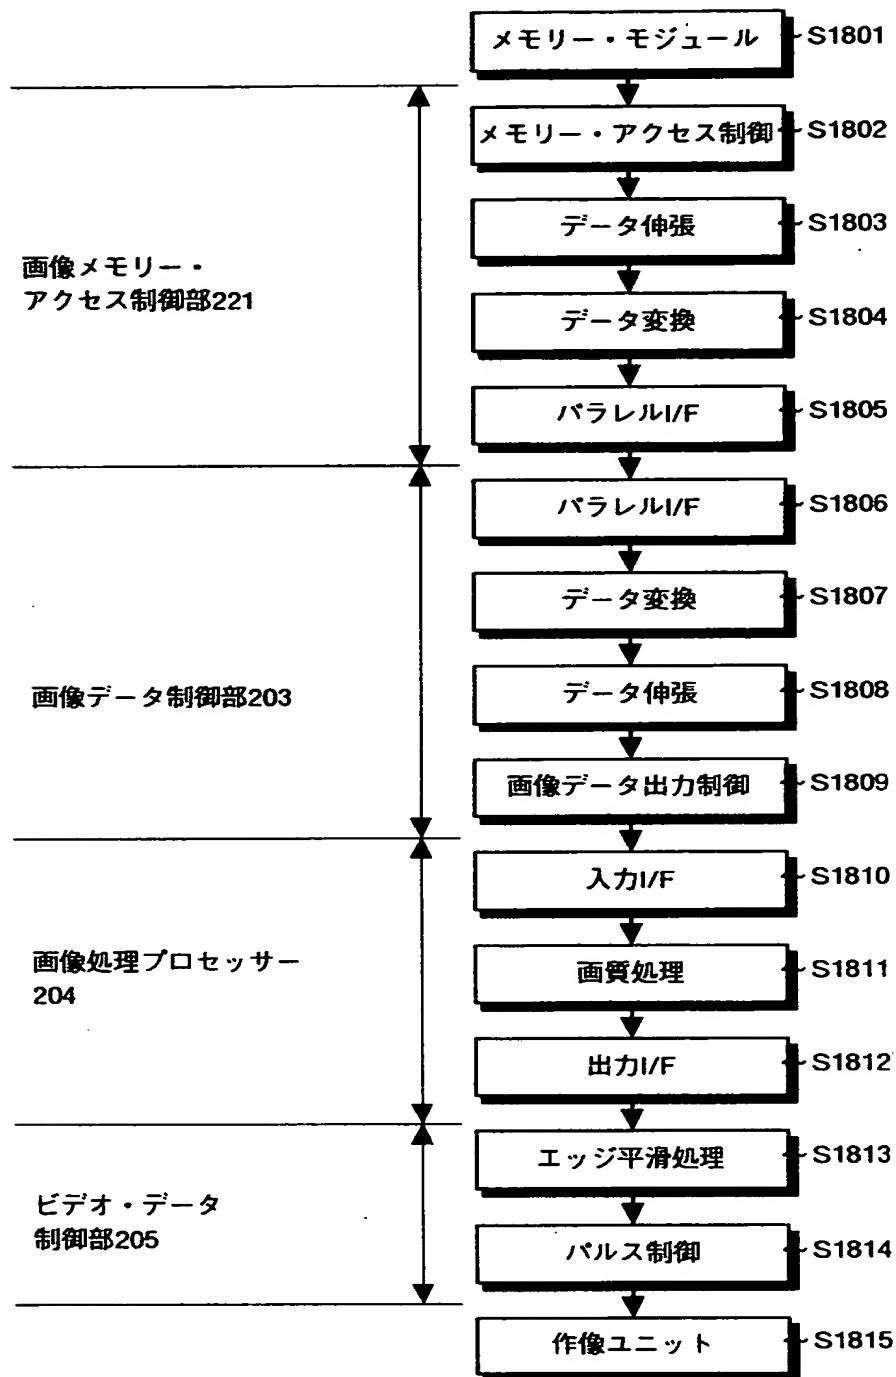 メモリー・モジュール S1801
メモリー・アクセス制御 S1802
データ伸張 S1803
画像メモリー・
アクセス制御部221
データ変換 S1804
パラレルI/F S1805
パラレルI/F S1806
データ変換 S1807
画像データ制御部203
データ伸張 S1808
画像データ出力制御 S1809
入力I/F S1810
画像処理プロセッサー
204
画質処理 S1811
出力I/F S1812
エッジ平滑処理 S1813
ビデオ・データ
制御部205
パルス制御 S1814
作像ユニット S1815